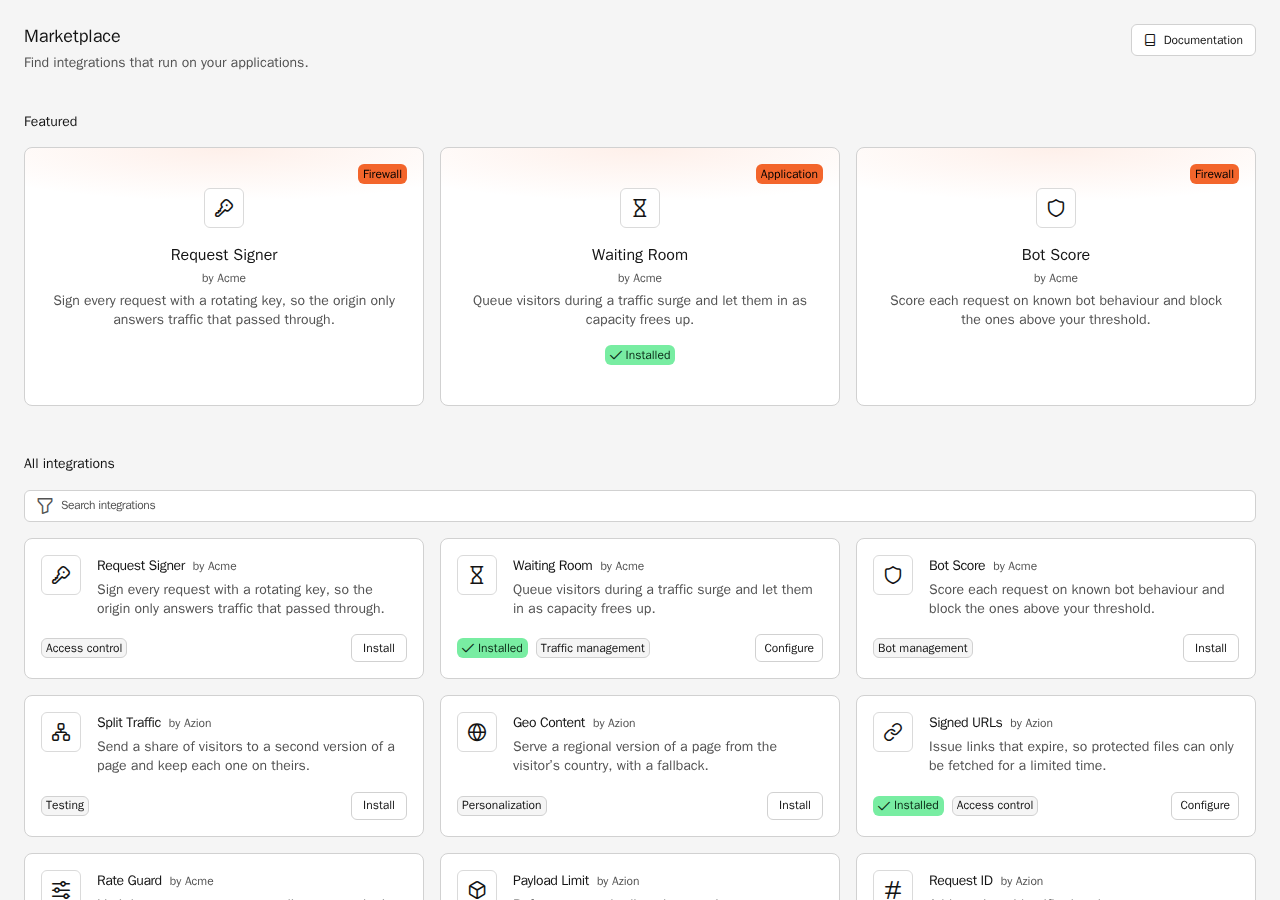 Marketplace
Documentation
Find integrations that run on your applications.
Featured
Firewall
Request Signer
by Acme
Sign every request with a rotating key, so the origin only
answers traffic that passed through.
Application
Waiting Room
by Acme
Queue visitors during a traffic surge and let them in as
capacity frees up.
Installed
Firewall
Bot Score
by Acme
Score each request on known bot behaviour and block
the ones above your threshold.
All integrations
Search integrations
Request Signer by Acme
Sign every request with a rotating key, so the
origin only answers traffic that passed through.
Access control
Install
Waiting Room by Acme
Queue visitors during a traffic surge and let them
in as capacity frees up.
Installed
Traffic management
Configure
Bot Score by Acme
Score each request on known bot behaviour and
block the ones above your threshold.
Bot management
Install
Split Traffic by Azion
Send a share of visitors to a second version of a
page and keep each one on theirs.
Testing
Install
Geo Content by Azion
Serve a regional version of a page from the
visitor's country, with a fallback.
Personalization
Install
Signed URLs by Azion
Issue links that expire, so protected files can only
be fetched for a limited time.
Installed
Access control
Configure
Rate Guard by Acme
Payload Limit by Azion
Request ID by Azion